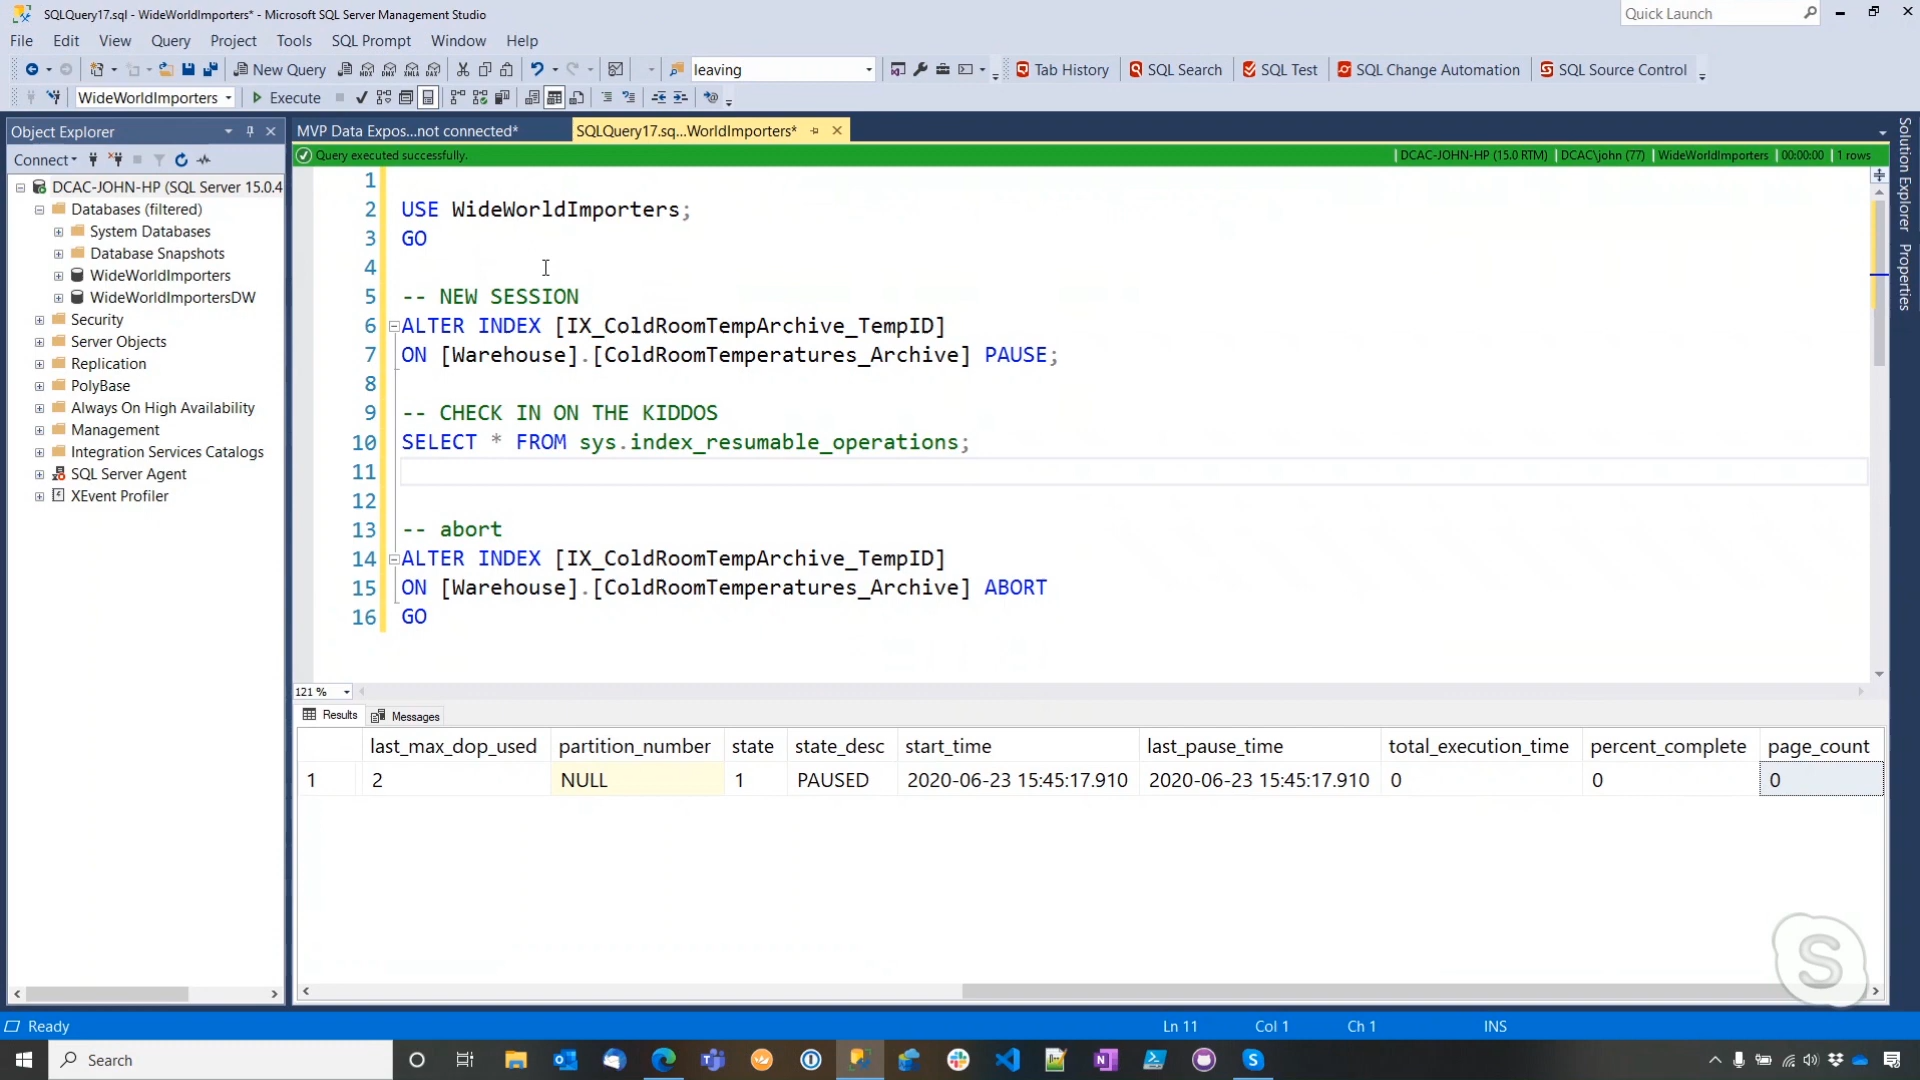 SQLQuery17.sql - WideWorldImporters* - Microsoft SQL Server Management Studio
Quick Launch
File Edit View Query Project Tools SQL Prompt Window Help
New Query
leaving
Tab History
SQL Search
SQL Test
SQL Change Automation
SQL Source Control
WideWorldImporters
Execute
Object Explorer
MVP Data Expos...not connected*
SQLQuery17.sq...WorldImporters*
Connect
Query executed successfully.
DCAC-JOHN-HP (15.0 RTM)
DCAC\john (77)
WideWorldImporters
00:00:00
1 rows
DCAC-JOHN-HP (SQL Server 15.0.4
Databases (filtered)
System Databases
Database Snapshots
WideWorldImporters
WideWorldImportersDW
Security
Server Objects
Replication
PolyBase
Always On High Availability
Management
Integration Services Catalogs
SQL Server Agent
XEvent Profiler
1
2 USE WideWorldImporters;
3 GO
4
5 -- NEW SESSION
6 ALTER INDEX [IX_ColdRoomTempArchive_TempID]
7 ON [Warehouse].[ColdRoomTemperatures_Archive] PAUSE;
8
9 -- CHECK IN ON THE KIDDOS
10 SELECT * FROM sys.index_resumable_operations;
11
12
13 -- abort
14 ALTER INDEX [IX_ColdRoomTempArchive_TempID]
15 ON [Warehouse].[ColdRoomTemperatures_Archive] ABORT
16 GO
Solution Explorer
Properties
121 %
Results
Messages
last_max_dop_used partition_number state state_desc start_time last_pause_time total_execution_time percent_complete page_count
1 2 NULL 1 PAUSED 2020-06-23 15:45:17.910 2020-06-23 15:45:17.910 0 0 0
Ready
Ln 11
Col 1
Ch 1
INS
Search